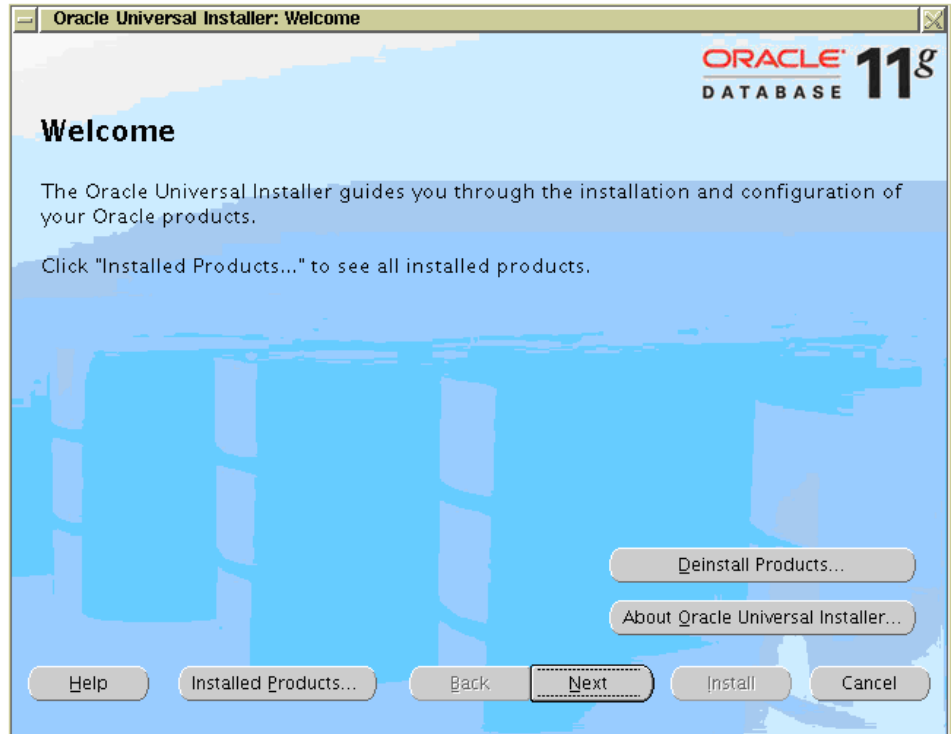 Oracle Universal Installer: Welcome
ORACLE 11g
DATABASE
Welcome
The Oracle Universal Installer guides you through the installation and configuration of
your Oracle products.
Click "Installed Products..." to see all installed products.
Deinstall Products...
About Oracle Universal Installer...
Help Installed Products... Back Next Install Cancel